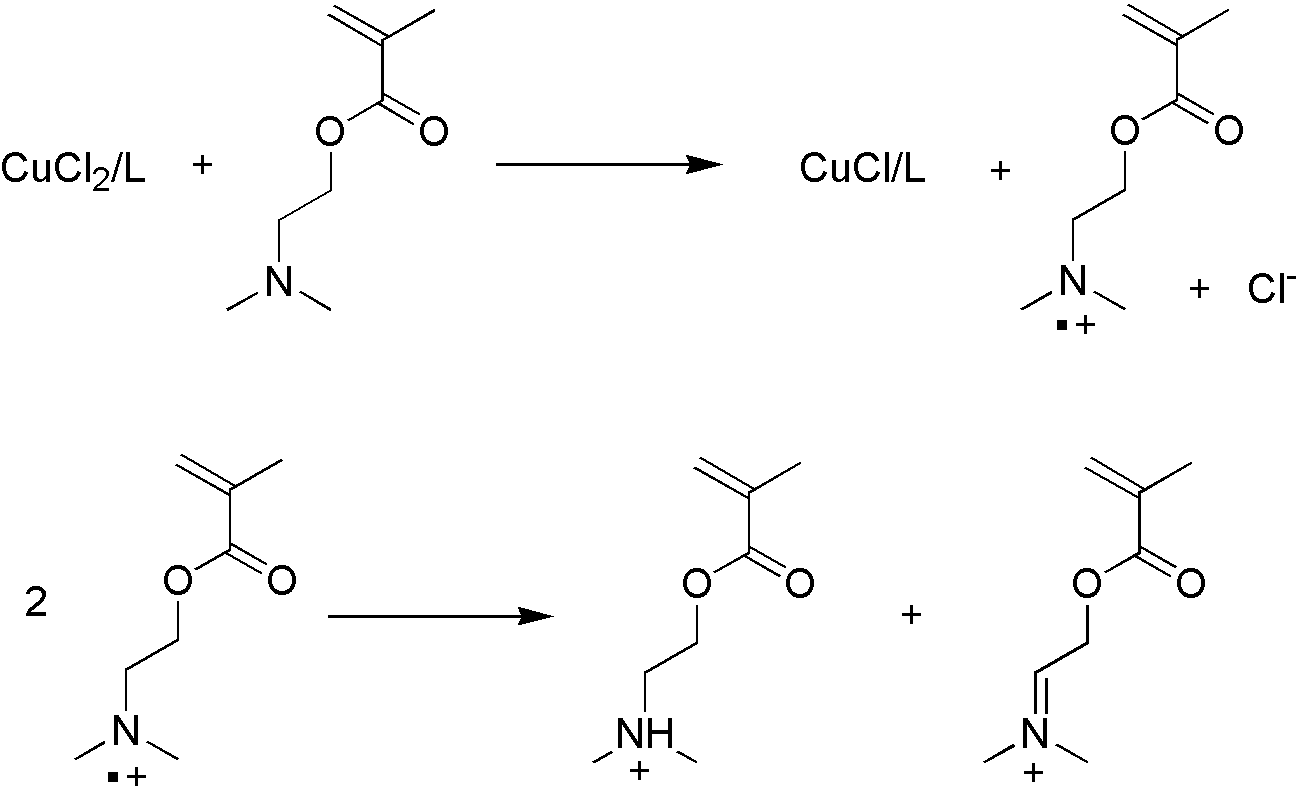 O O
CuCl2/L + → CuCl/L +
N N
•+ + Cl-
2 O O → O O + O O
N NH N
•+ + +